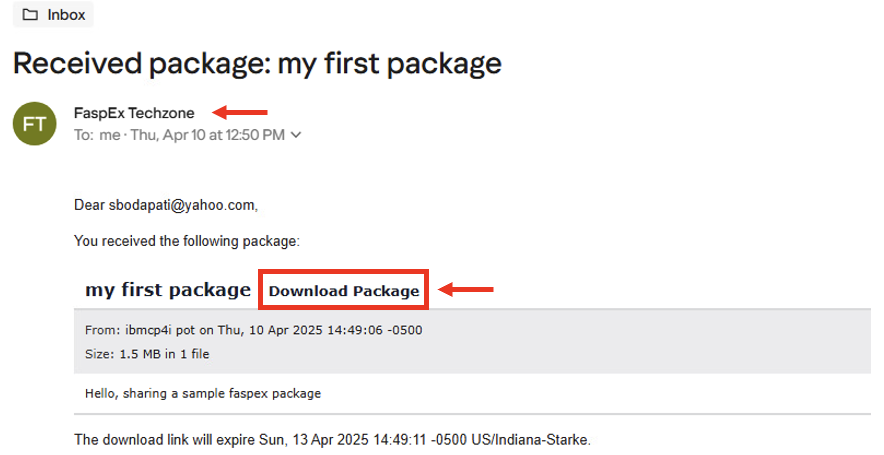 Inbox
Received package: my first package
FT
FaspEx Techzone
To: me · Thu, Apr 10 at 12:50 PM
Dear sbodapati@yahoo.com,
You received the following package:
my first package Download Package
From: ibmcp4i pot on Thu, 10 Apr 2025 14:49:06 -0500
Size: 1.5 MB in 1 file
Hello, sharing a sample faspex package
The download link will expire Sun, 13 Apr 2025 14:49:11 -0500 US/Indiana-Starke.